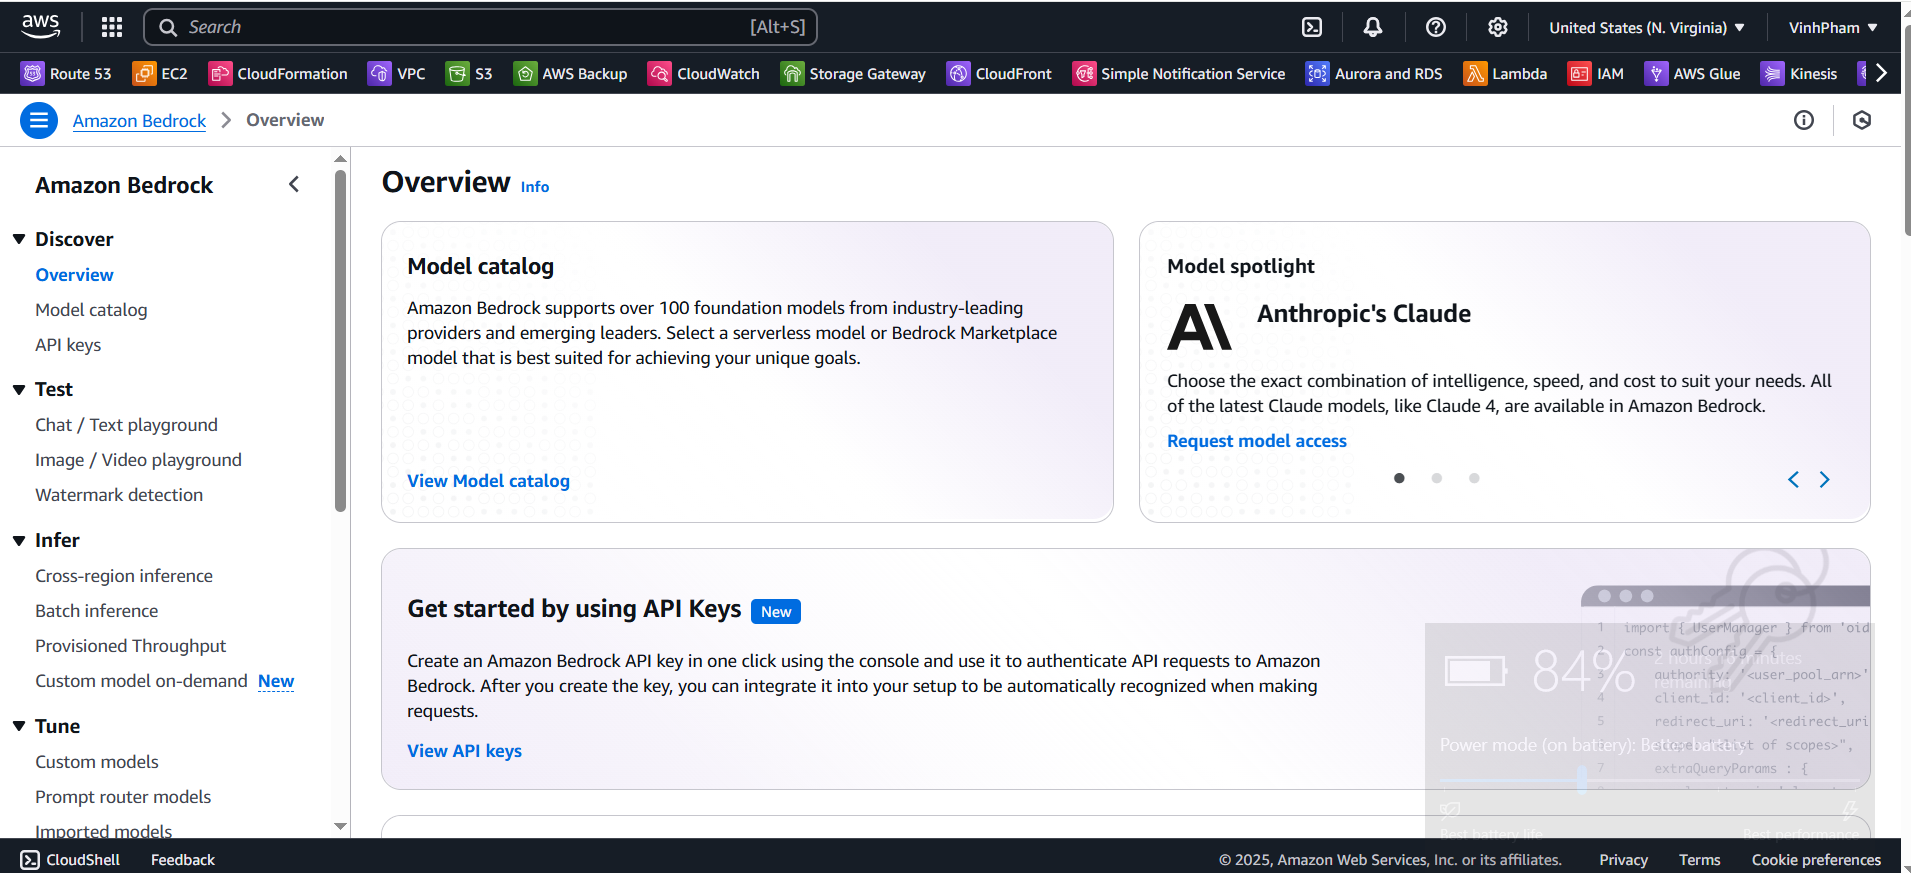 aws
Search [Alt+S]
United States (N. Virginia)
VinhPham
Route 53
EC2
CloudFormation
VPC
S3
AWS Backup
CloudWatch
Storage Gateway
CloudFront
Simple Notification Service
Aurora and RDS
Lambda
IAM
AWS Glue
Kinesis
Amazon Bedrock
Overview
Amazon Bedrock
Discover
Overview
Model catalog
API keys
Test
Chat / Text playground
Image / Video playground
Watermark detection
Infer
Cross-region inference
Batch inference
Provisioned Throughput
Custom model on-demand New
Tune
Custom models
Prompt router models
Imported models
Overview Info
Model catalog
Amazon Bedrock supports over 100 foundation models from industry-leading
providers and emerging leaders. Select a serverless model or Bedrock Marketplace
model that is best suited for achieving your unique goals.
View Model catalog
Model spotlight
Anthropic's Claude
Choose the exact combination of intelligence, speed, and cost to suit your needs. All
of the latest Claude models, like Claude 4, are available in Amazon Bedrock.
Request model access
Get started by using API Keys New
Create an Amazon Bedrock API key in one click using the console and use it to authenticate API requests to Amazon
Bedrock. After you create the key, you can integrate it into your setup to be automatically recognized when making
requests.
View API keys
1 import { UserManager } from 'oid
2 const authConfig = {
3 authority: '<user_pool_arn>'
4 client_id: '<client_id>',
5 redirect_uri: '<redirect_uri
of scopes>",
7 extraQueryParams : {
84%
2 hours
Power mode (on battery): Better battery
Best battery life
Best performance
CloudShell
Feedback
© 2025, Amazon Web Services, Inc. or its affiliates.
Privacy
Terms
Cookie preferences